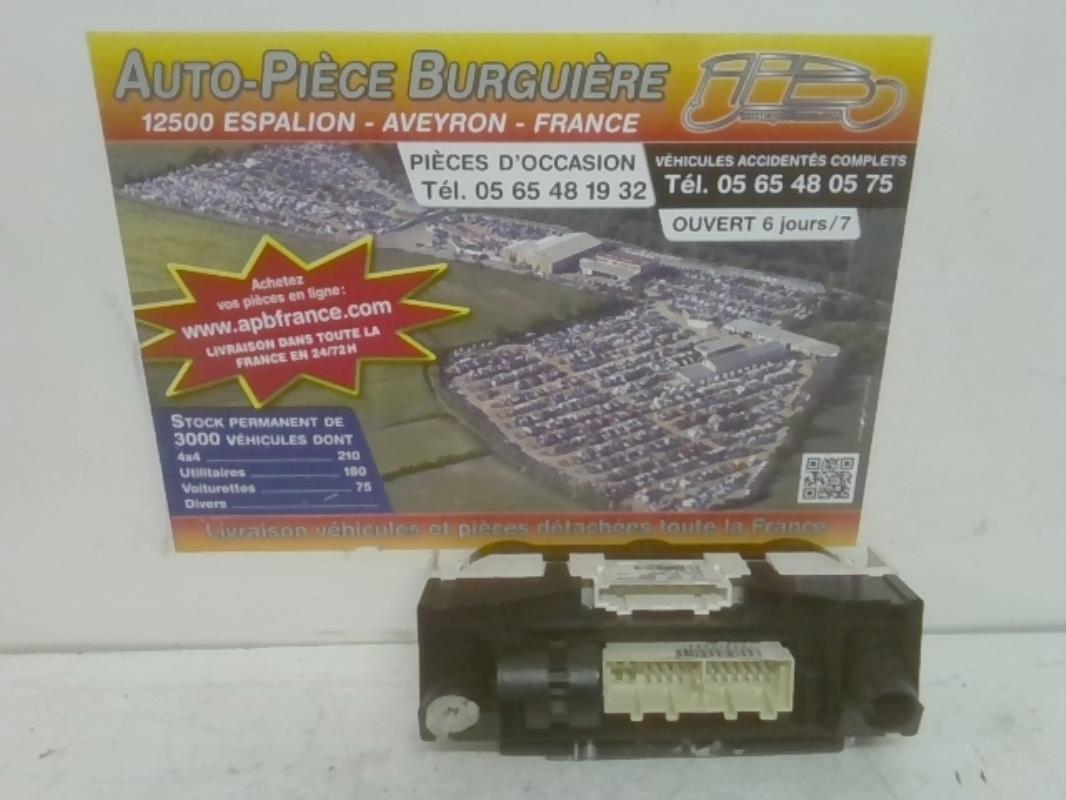 AUTO-PIÈCE BURGUIÈRE
12500 ESPALION - AVEYRON - FRANCE
PIÈCES D'OCCASION
Tél. 05 65 48 19 32
VÉHICULES ACCIDENTÉS COMPLETS
Tél. 05 65 48 05 75
OUVERT 6 jours/7
Achetez
vos pièces en ligne:
www.apbfrance.com
LIVRAISON DANS TOUTE LA
FRANCE EN 24/72H
STOCK PERMANENT DE
3000 VÉHICULES DONT
4x4 210
Utilitaires 180
Voiturettes 75
Divers
Livraison véhicules et pièces détachées toute la France